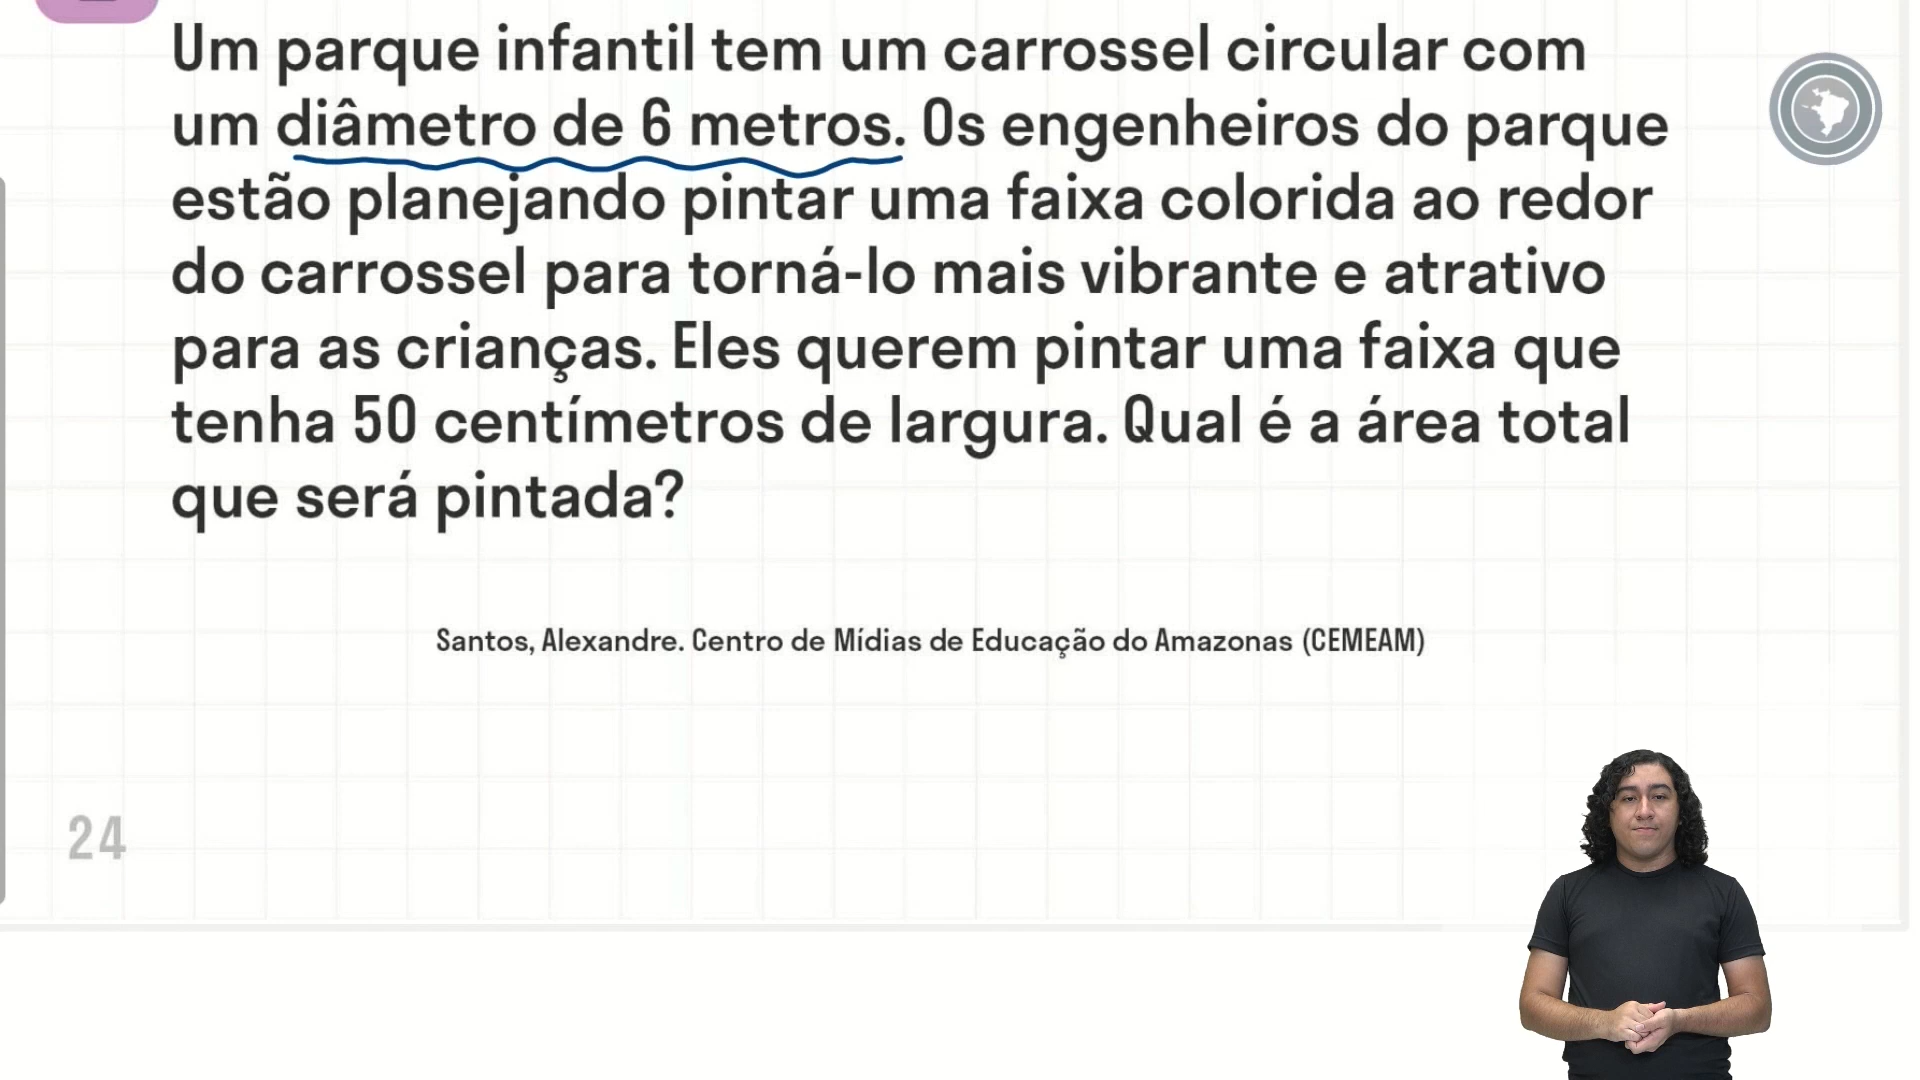 Um parque infantil tem um carrossel circular com
um diâmetro de 6 metros. Os engenheiros do parque
estão planejando pintar uma faixa colorida ao redor
do carrossel para torná-lo mais vibrante e atrativo
para as crianças. Eles querem pintar uma faixa que
tenha 50 centímetros de largura. Qual é a área total
que será pintada?
Santos, Alexandre. Centro de Mídias de Educação do Amazonas (CEMEAM)
24